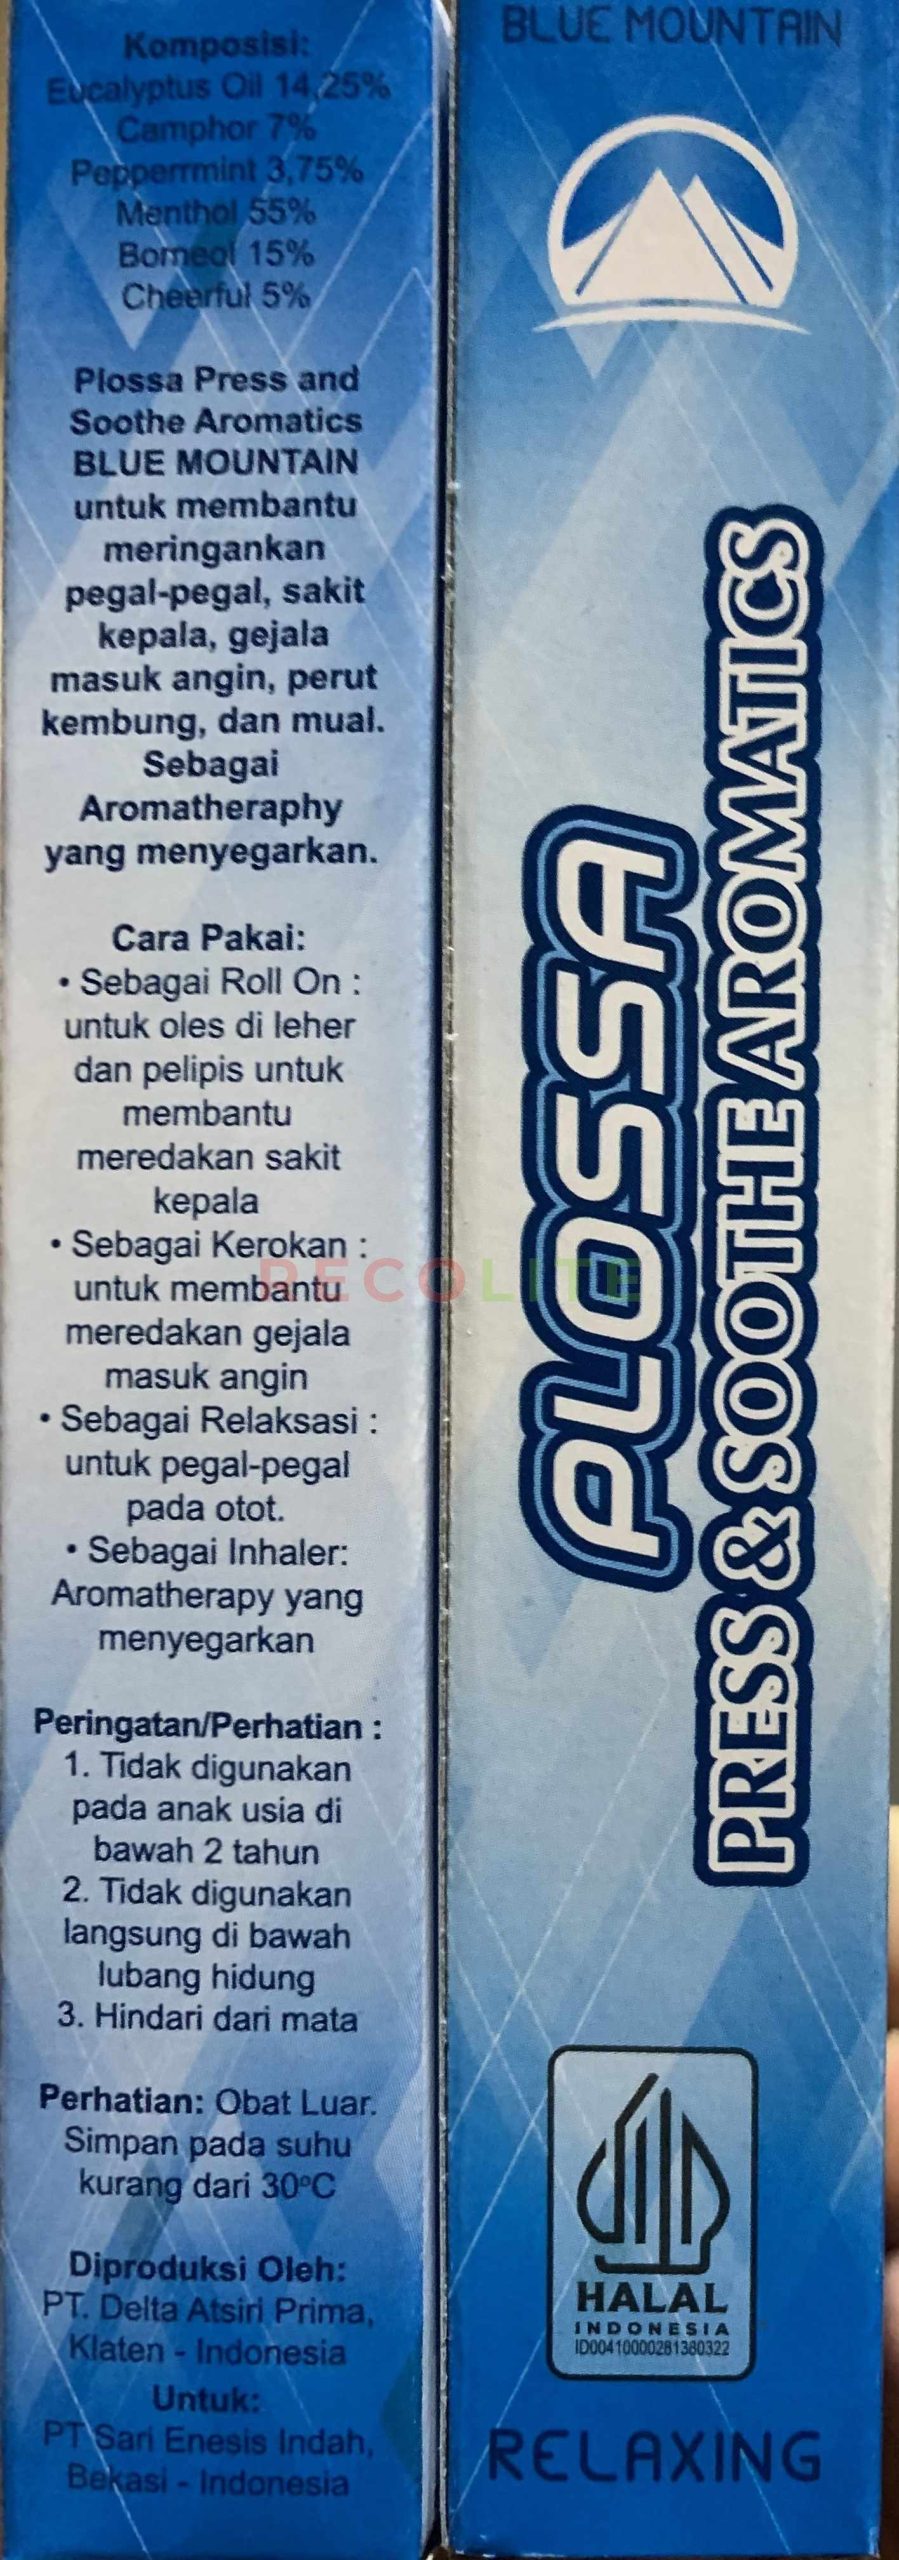 Komposisi:
Eucalyptus Oil 14,25%
Camphor 7%
Pepperrmint 3,75%
Menthol 55%
Borneol 15%
Cheerful 5%
Plossa Press and
Soothe Aromatics
BLUE MOUNTAIN
untuk membantu
meringankan
pegal-pegal, sakit
kepala, gejala
masuk angin, perut
kembung, dan mual.
Sebagai
Aromatheraphy
yang menyegarkan.
Cara Pakai:
• Sebagai Roll On :
untuk oles di leher
dan pelipis untuk
membantu
meredakan sakit
kepala
• Sebagai Kerokan :
untuk membantu
meredakan gejala
masuk angin
• Sebagai Relaksasi :
untuk pegal-pegal
pada otot.
• Sebagai Inhaler:
Aromatherapy yang
menyegarkan
Peringatan/Perhatian :
1. Tidak digunakan
pada anak usia di
bawah 2 tahun
2. Tidak digunakan
langsung di bawah
lubang hidung
3. Hindari dari mata
Perhatian: Obat Luar.
Simpan pada suhu
kurang dari 30°C
Diproduksi Oleh:
PT. Delta Atsiri Prima,
Klaten - Indonesia
Untuk:
PT Sari Enesis Indah,
Bekasi - Indonesia
BLUE MOUNTAIN
PLOSSA
PRESS & SOOTHE AROMATICS
HALAL
INDONESIA
ID00410000281380322
RELAXING
RECOLITE